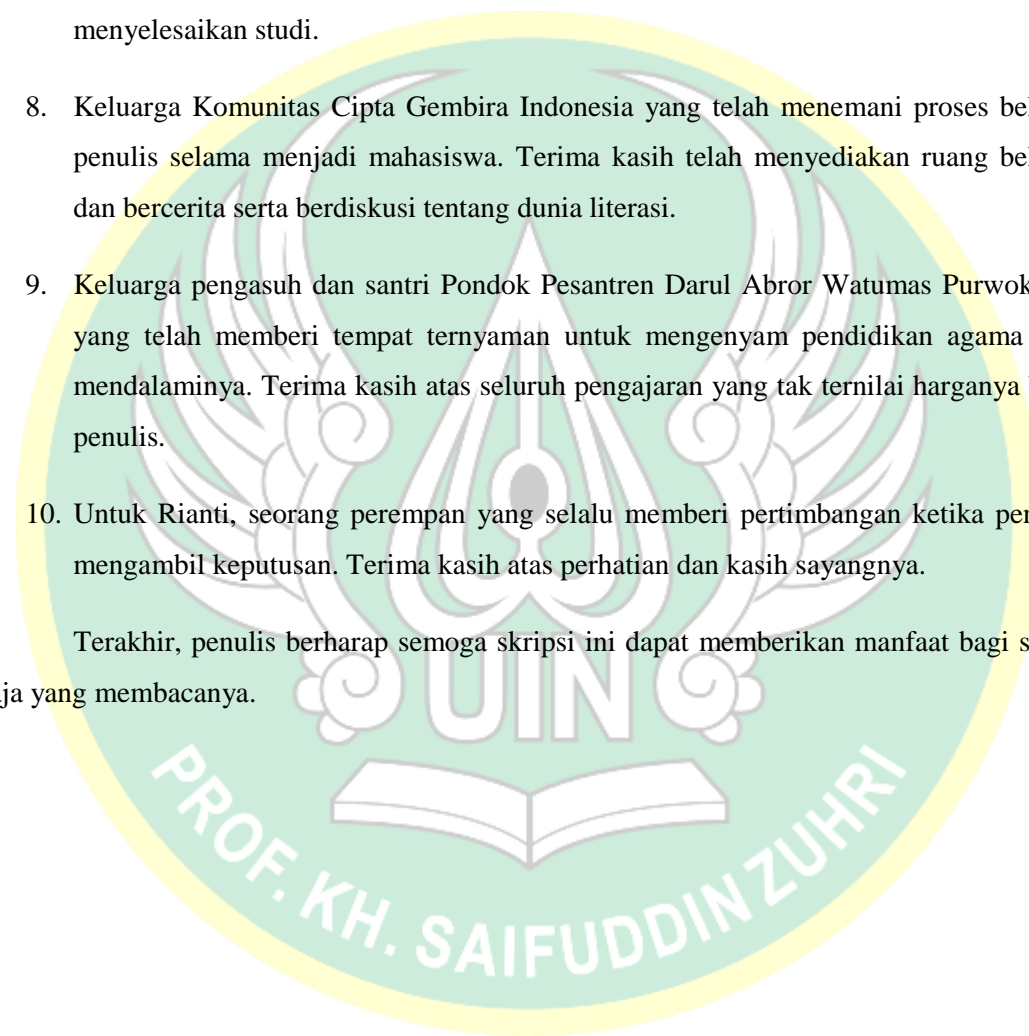 menyelesaikan studi.
8. Keluarga Komunitas Cipta Gembira Indonesia yang telah menemani proses bel
penulis selama menjadi mahasiswa. Terima kasih telah menyediakan ruang bel
dan bercerita serta berdiskusi tentang dunia literasi.
9. Keluarga pengasuh dan santri Pondok Pesantren Darul Abror Watumas Purwok
yang telah memberi tempat ternyaman untuk mengenyam pendidikan agama
mendalaminya. Terima kasih atas seluruh pengajaran yang tak ternilai harganya
penulis.
10. Untuk Rianti, seorang perempan yang selalu memberi pertimbangan ketika pen
mengambil keputusan. Terima kasih atas perhatian dan kasih sayangnya.
Terakhir, penulis berharap semoga skripsi ini dapat memberikan manfaat bagi s
ja yang membacanya.
UIN
PROF. KH. SAIFUDDIN ZUHRI